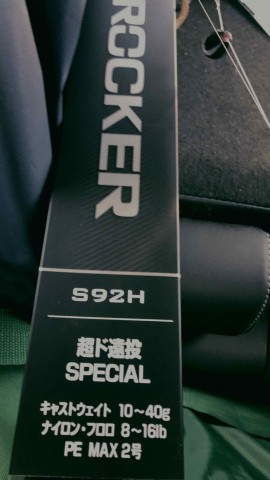 ROCKER
S92H
超ド遠投
SPECIAL
キャストウェイト 10～40g
ナイロン・フロロ 8～16lb
PE MAX 2号